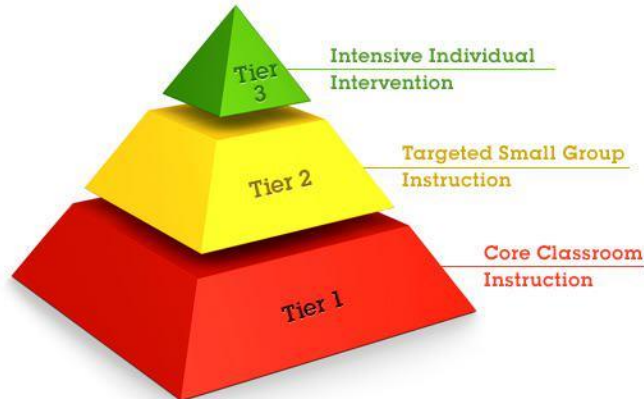 Tier
3
Intensive Individual
Intervention
Tier 2
Targeted Small Group
Instruction
Tier 1
Core Classroom
Instruction